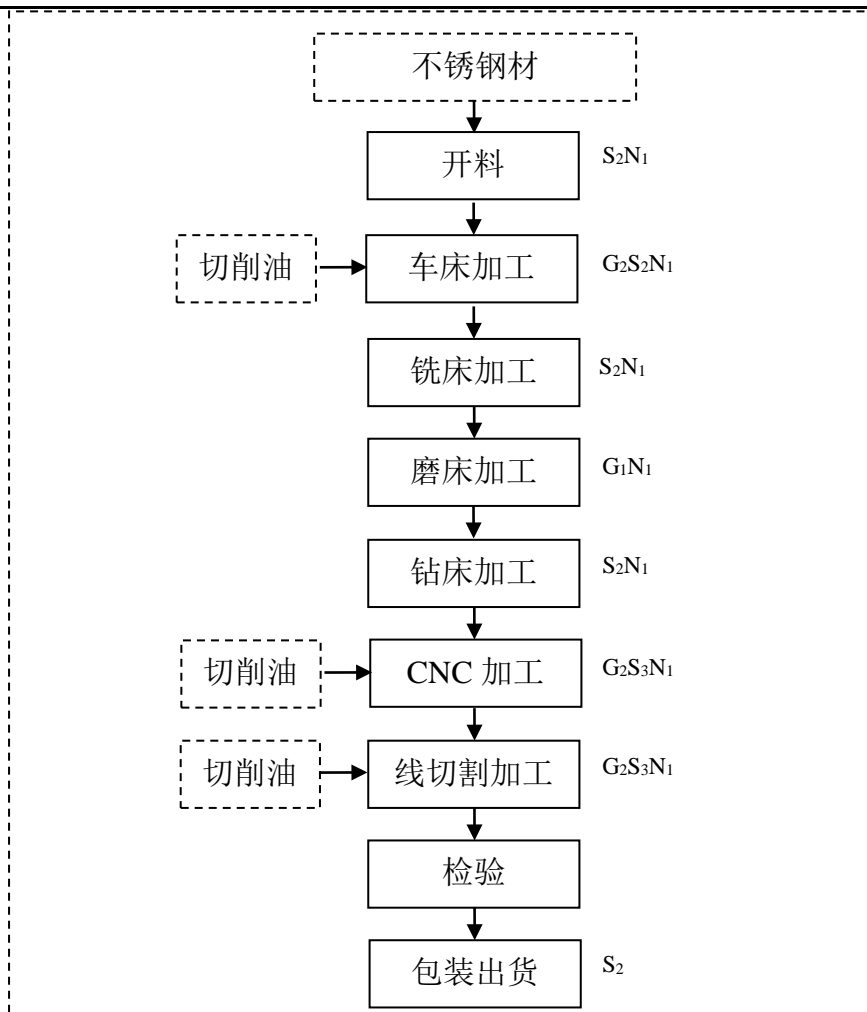 不锈钢材
开料 S₂N₁
切削油 车床加工 G₂S₂N₁
铣床加工 S₂N₁
磨床加工 G₁N₁
钻床加工 S₂N₁
切削油 CNC 加工 G₂S₃N₁
切削油 线切割加工 G₂S₃N₁
检验
包装出货 S₂